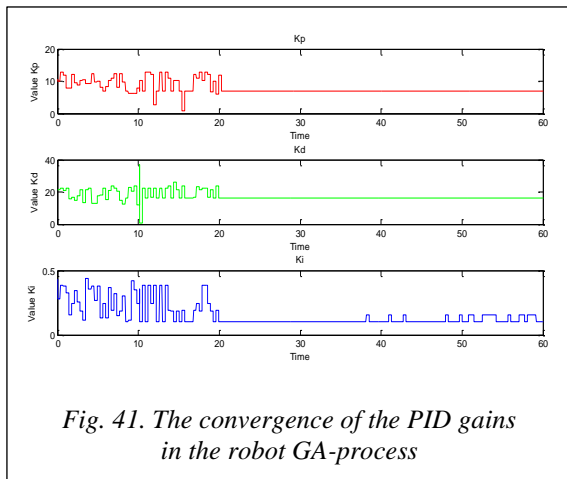 Kp
20
10
0
Value Kp
0 10 20 30 40 50 60
Time
Kd
40
20
0
Value Kd
0 10 20 30 40 50 60
Time
Ki
0.5
0
Value Ki
0 10 20 30 40 50 60
Time
Fig. 41. The convergence of the PID gains
in the robot GA-process